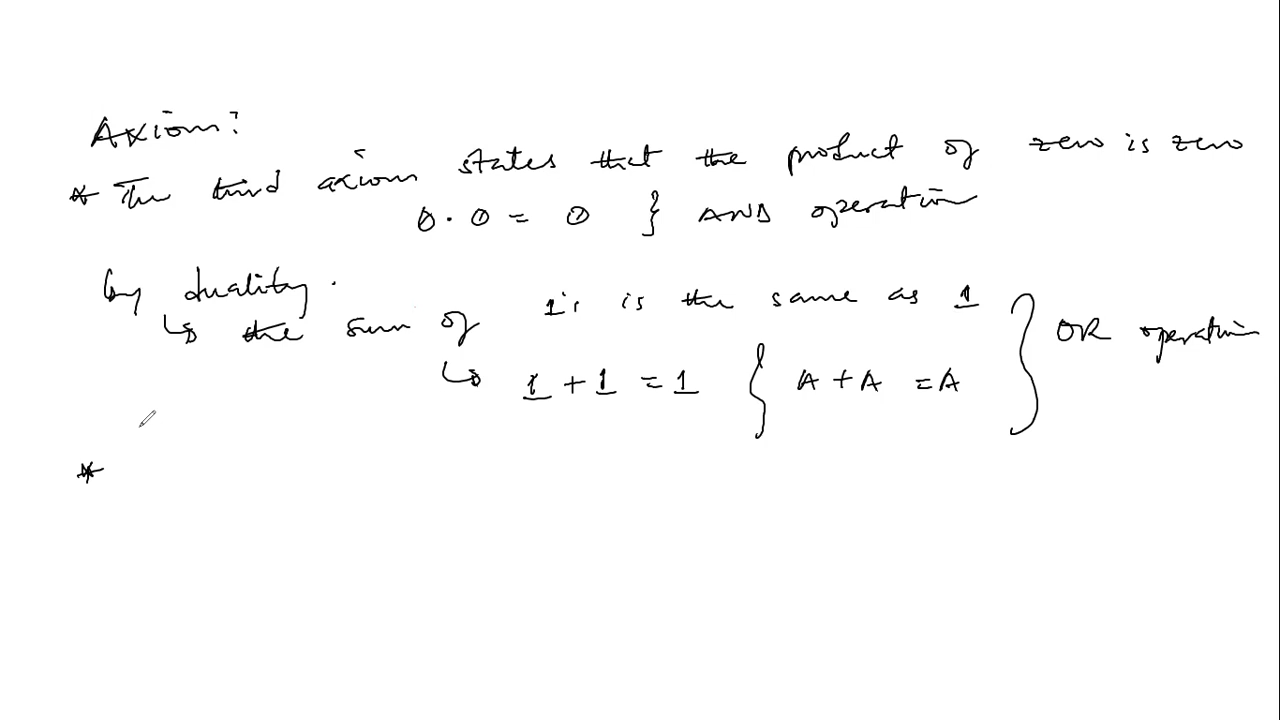 Axiom:
* The third axiom states that the product of zero is zero
0 · 0 = 0 } AND operation
by duality.
↳ the sum of 1s is the same as 1
↳ 1 + 1 = 1 { A + A = A } OR operation
*